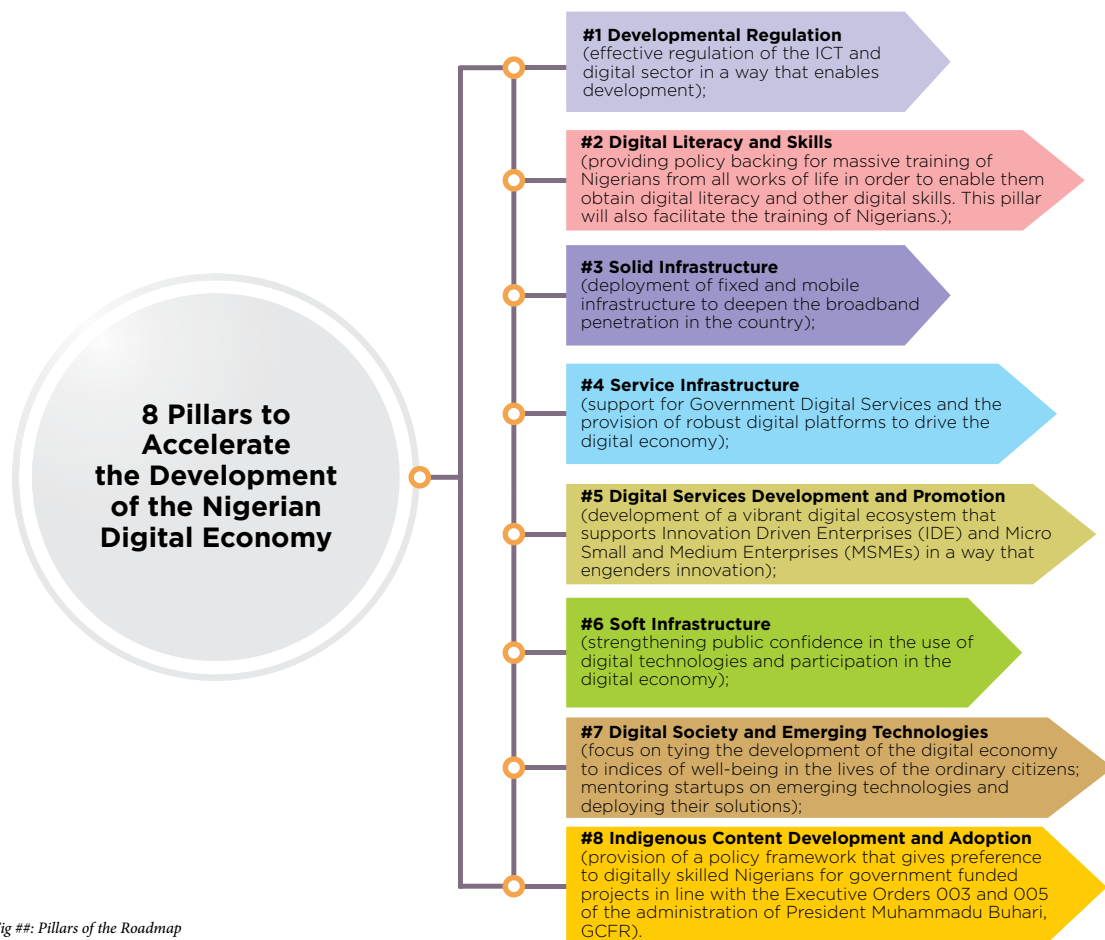 8 Pillars to
Accelerate
the Development
of the Nigerian
Digital Economy
#1 Developmental Regulation
(effective regulation of the ICT and
digital sector in a way that enables
development);
#2 Digital Literacy and Skills
(providing policy backing for massive training of
Nigerians from all works of life in order to enable them
obtain digital literacy and other digital skills. This pillar
will also facilitate the training of Nigerians.);
#3 Solid Infrastructure
(deployment of fixed and mobile
infrastructure to deepen the broadband
penetration in the country);
#4 Service Infrastructure
(support for Government Digital Services and the
provision of robust digital platforms to drive the
digital economy);
#5 Digital Services Development and Promotion
(development of a vibrant digital ecosystem that
supports Innovation Driven Enterprises (IDE) and Micro
Small and Medium Enterprises (MSMEs) in a way that
engenders innovation);
#6 Soft Infrastructure
(strengthening public confidence in the use of
digital technologies and participation in the
digital economy);
#7 Digital Society and Emerging Technologies
(focus on tying the development of the digital economy
to indices of well-being in the lives of the ordinary citizens;
mentoring startups on emerging technologies and
deploying their solutions);
#8 Indigenous Content Development and Adoption
(provision of a policy framework that gives preference
to digitally skilled Nigerians for government funded
projects in line with the Executive Orders 003 and 005
of the administration of President Muhammadu Buhari,
GCFR).
ig ##: Pillars of the Roadmap